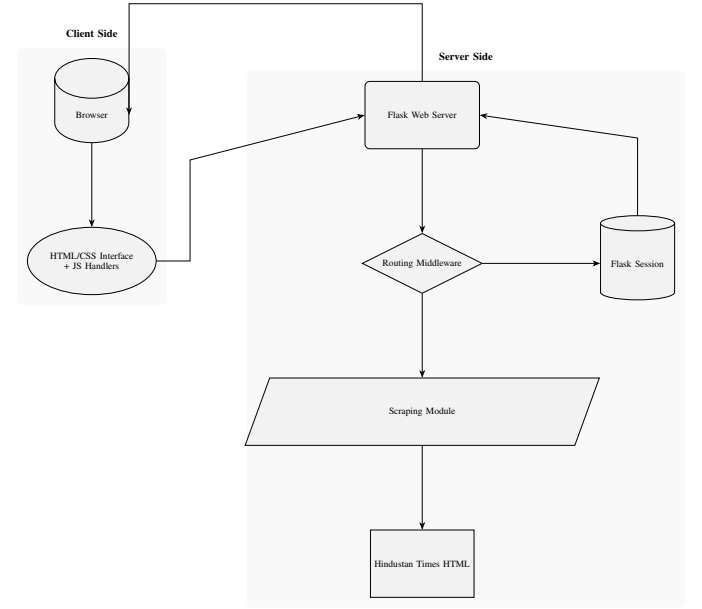 Client Side
Server Side
Browser
Flask Web Server
HTML/CSS Interface
+ JS Handlers
Routing Middleware
Flask Session
Scraping Module
Hindustan Times HTML